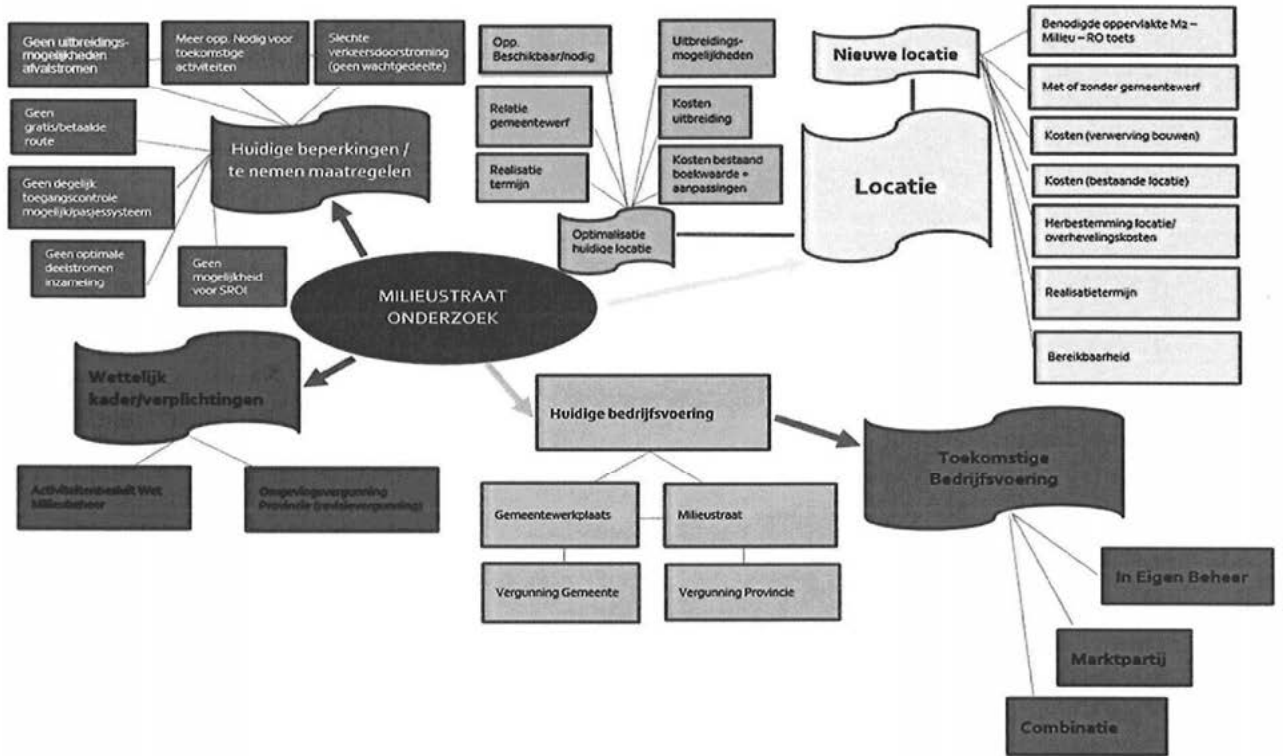 Geen uitbreidings-
mogelijkheden
afvalstromen
Meer opp. Nodig voor
toekomstige
activiteiten
Slechte
verkeersdoorstroming
(geen wachtgedeelte)
Geen
gratis/betaalde
route
Huidige beperkingen /
te nemen maatregelen
Geen degelijk
toegangscontrole
mogelijk/pasjessysteem
Geen optimale
deelstromen
inzameling
Geen
mogelijkheid
voor SROI
Opp.
Beschikbaar/nodig
Uitbreidings-
mogelijkheden
Relatie
gemeentewerf
Kosten
uitbreiding
Realisatie
termijn
Kosten bestaand
boekwaarde +
aanpassingen
Optimalisatie
huidige locatie
Nieuwe locatie
Locatie
Benodigde oppervlakte M2 –
Milieu – RO toets
Met of zonder gemeentewerf
Kosten (verwerving bouwen)
Kosten (bestaande locatie)
Herbestemming locatie/
overhevelingskosten
Realisatietermijn
Bereikbaarheid
MILIEUSTRAAT
ONDERZOEK
Wettelijk
kader/verplichtingen
Activiteitenbesluit Wet
Milieubeheer
Omgevingsvergunning
Provincie (revisievergunning)
Huidige bedrijfsvoering
Gemeentewerkplaats
Milieustraat
Vergunning Gemeente
Vergunning Provincie
Toekomstige
Bedrijfsvoering
In Eigen Beheer
Marktpartij
Combinatie